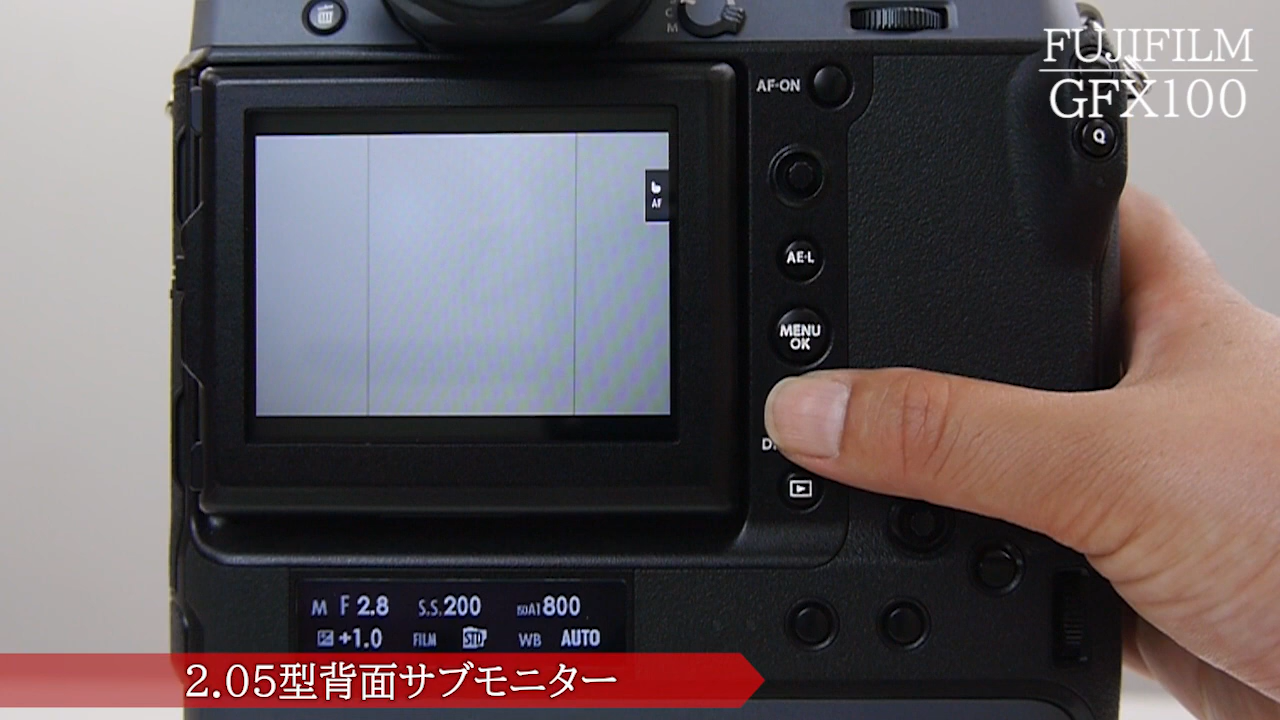 C
M
FUJIFILM
GFX100
AF-ON
Q
AF
AE-L
MENU
OK
M F 2.8 S.S. 200 ISO A1 800
+1.0 FILM STD WB AUTO
2.05型背面サブモニター